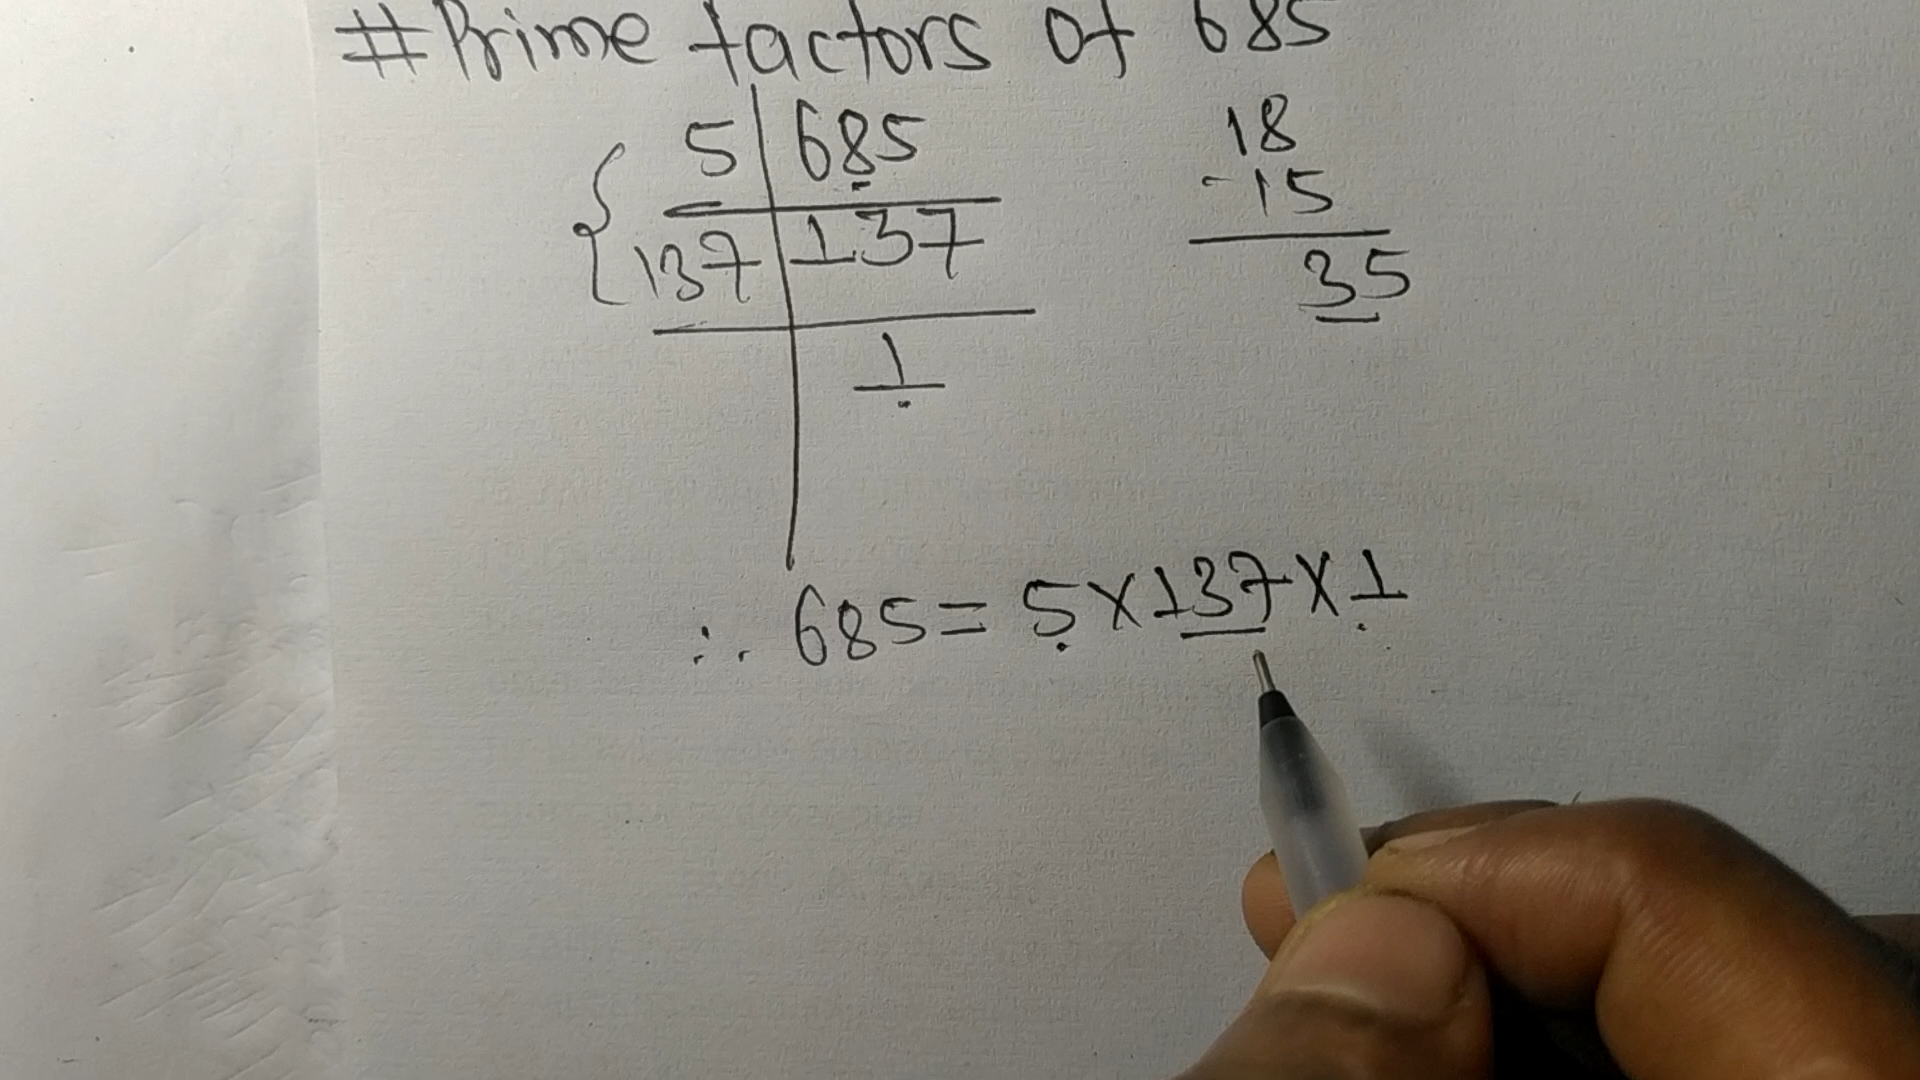 #Prime factors of 685
5 | 685
137 | 137
1
18
-15
35
∴ 685 = 5 × 137 × 1